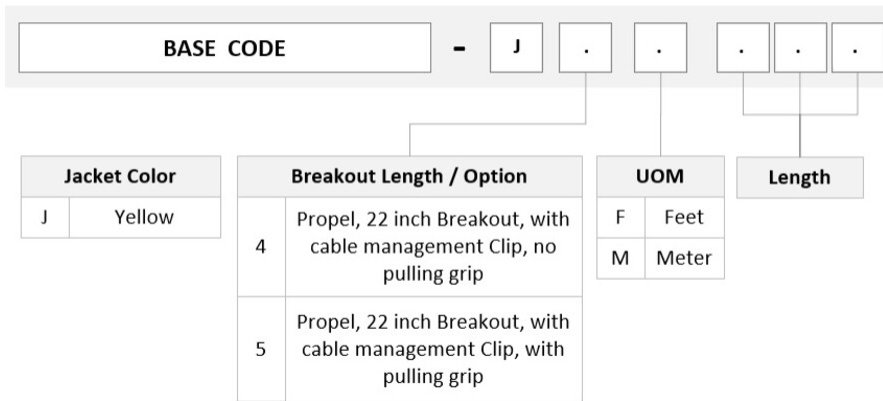 BASE CODE - J . . . . .
Jacket Color
J Yellow
Breakout Length / Option
4 Propel, 22 inch Breakout, with
cable management Clip, no
pulling grip
5 Propel, 22 inch Breakout, with
cable management Clip, with
pulling grip
UOM
F Feet
M Meter
Length